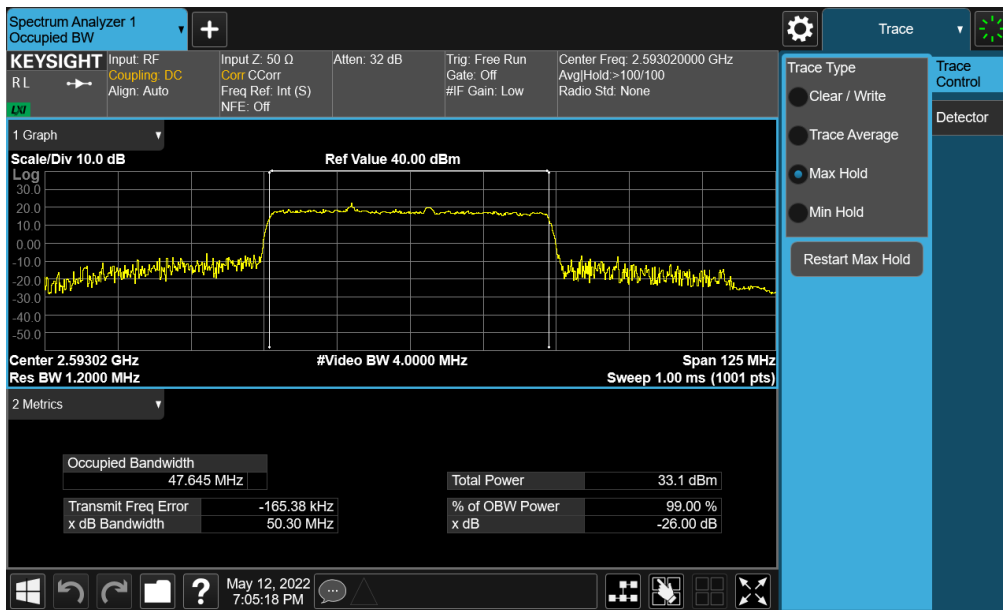 Spectrum Analyzer 1
Occupied BW
+
Trace
KEYSIGHT Input: RF Input Z: 50 Ω Atten: 32 dB Trig: Free Run Center Freq: 2.593020000 GHz
R L Coupling: DC Corr CCorr Gate: Off Avg|Hold:>100/100
Align: Auto Freq Ref: Int (S) #IF Gain: Low Radio Std: None
LXI NFE: Off
Trace Type
Clear / Write
Trace Average
Max Hold
Min Hold
Restart Max Hold
Trace
Control
Detector
1 Graph
Scale/Div 10.0 dB Ref Value 40.00 dBm
Log
30.0
20.0
10.0
0.00
-10.0
-20.0
-30.0
-40.0
-50.0
Center 2.59302 GHz #Video BW 4.0000 MHz Span 125 MHz
Res BW 1.2000 MHz Sweep 1.00 ms (1001 pts)
2 Metrics
Occupied Bandwidth
47.645 MHz Total Power 33.1 dBm
Transmit Freq Error -165.38 kHz % of OBW Power 99.00 %
x dB Bandwidth 50.30 MHz x dB -26.00 dB
? May 12, 2022
7:05:18 PM